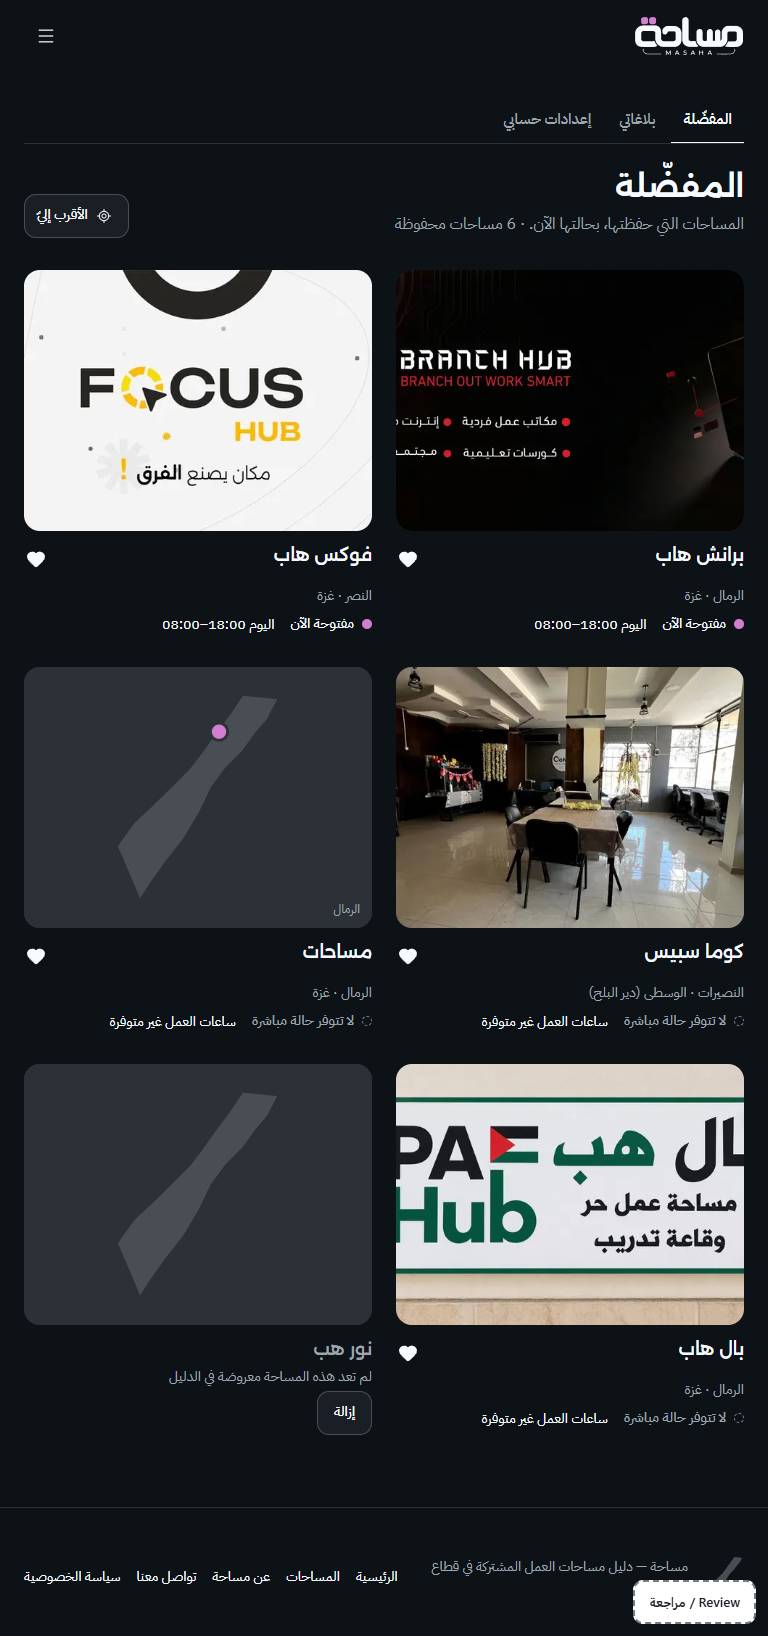 مساحة
MASAHA
المفضّلة
بلاغاتي
إعدادات حسابي
المفضّلة
المساحات التي حفظتها، بحالتها الآن. · 6 مساحات محفوظة
الأقرب إليّ
BRANCH HUB
BRANCH OUT WORK SMART
مكاتب عمل فردية
إنترنت
كورسات تعليمية
برانش هاب
الرمال · غزة
مفتوحة الآن
اليوم 08:00–18:00
FOCUS
HUB
مكان يصنع الفرق !
فوكس هاب
النصر · غزة
مفتوحة الآن
اليوم 08:00–18:00
كوما سبيس
النصيرات · الوسطى (دير البلح)
لا تتوفر حالة مباشرة
ساعات العمل غير متوفرة
الرمال
مساحات
الرمال · غزة
لا تتوفر حالة مباشرة
ساعات العمل غير متوفرة
PAL
Hub
بال هب
مساحة عمل حر
وقاعة تدريب
بال هاب
الرمال · غزة
لا تتوفر حالة مباشرة
ساعات العمل غير متوفرة
نور هب
لم تعد هذه المساحة معروضة في الدليل
إزالة
مساحة — دليل مساحات العمل المشتركة في قطاع
الرئيسية
المساحات
عن مساحة
تواصل معنا
سياسة الخصوصية
Review / مراجعة